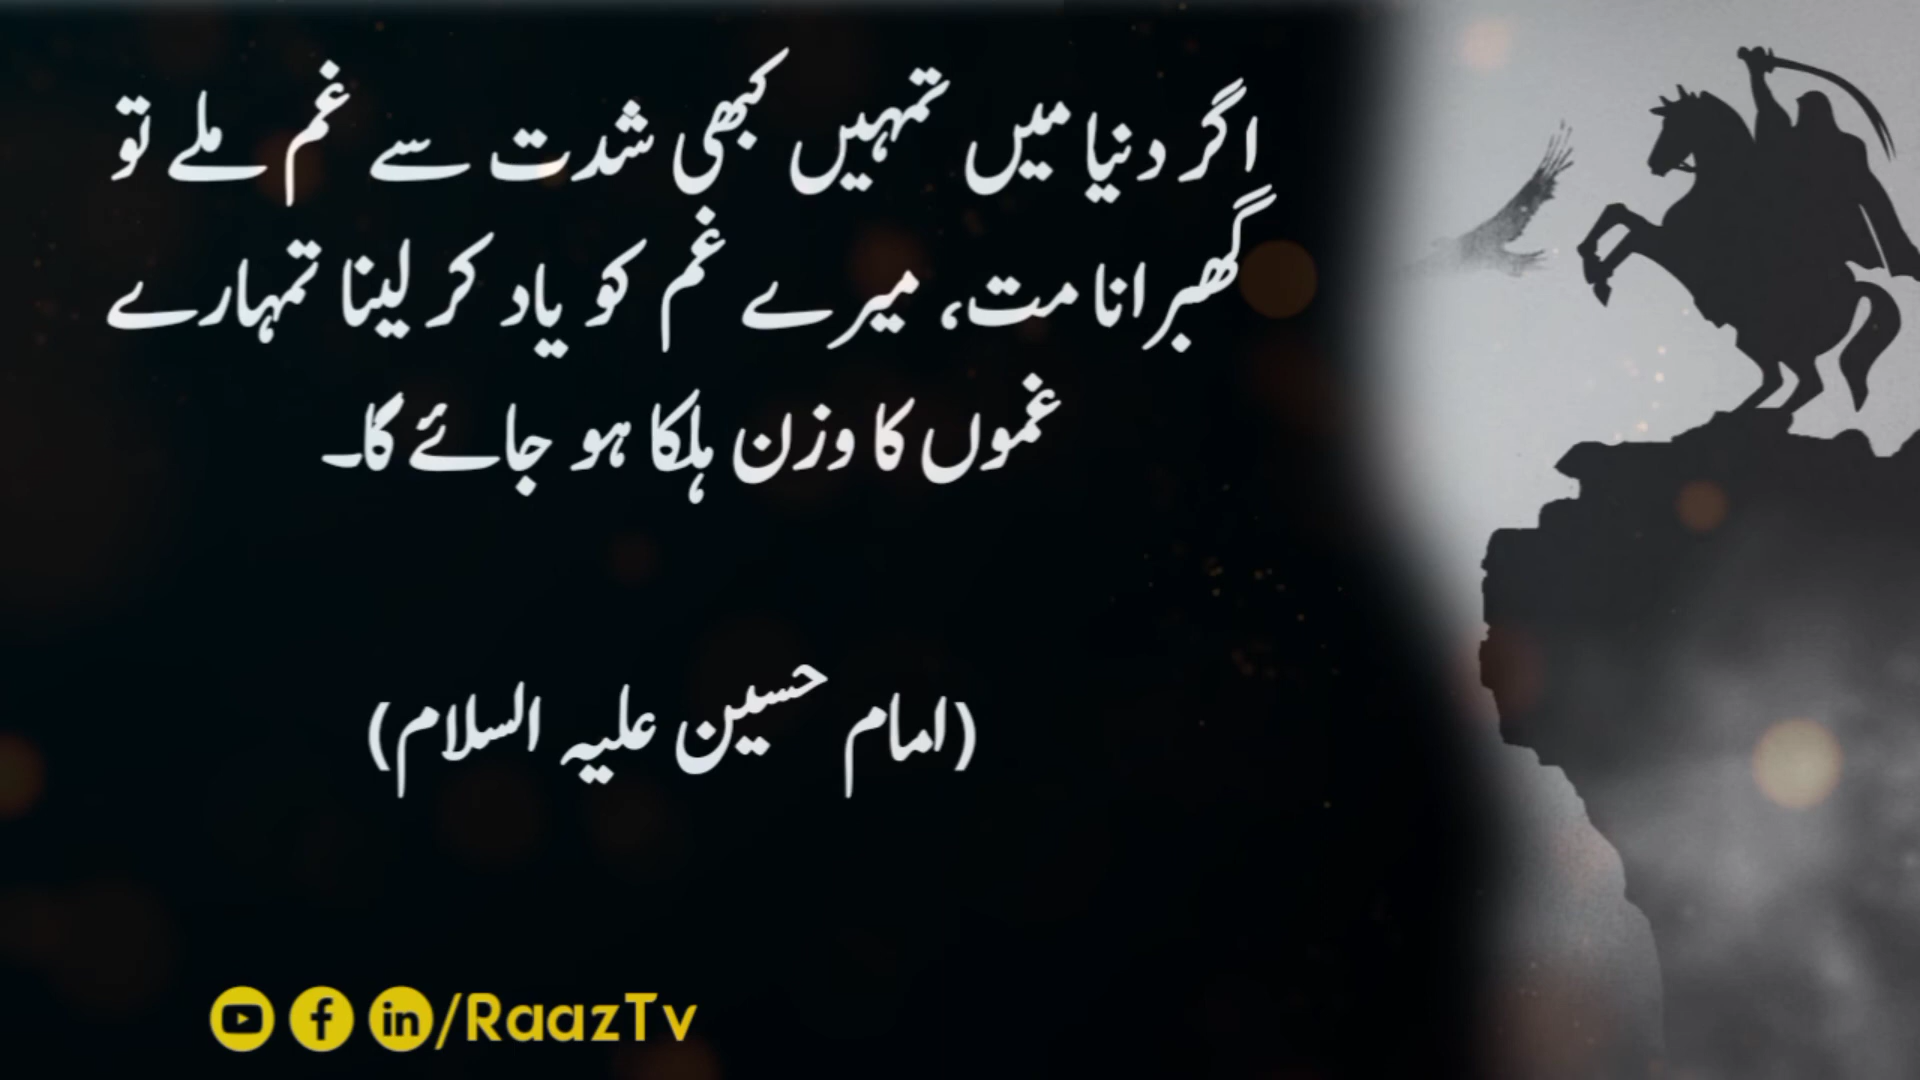 اگر دنیا میں تمہیں کبھی شدت سے غم ملے تو
گھبرانا مت، میرے غم کو یاد کر لینا تمہارے
غموں کا وزن ہلکا ہو جائے گا۔
(امام حسین علیہ السلام)
/RaazTv